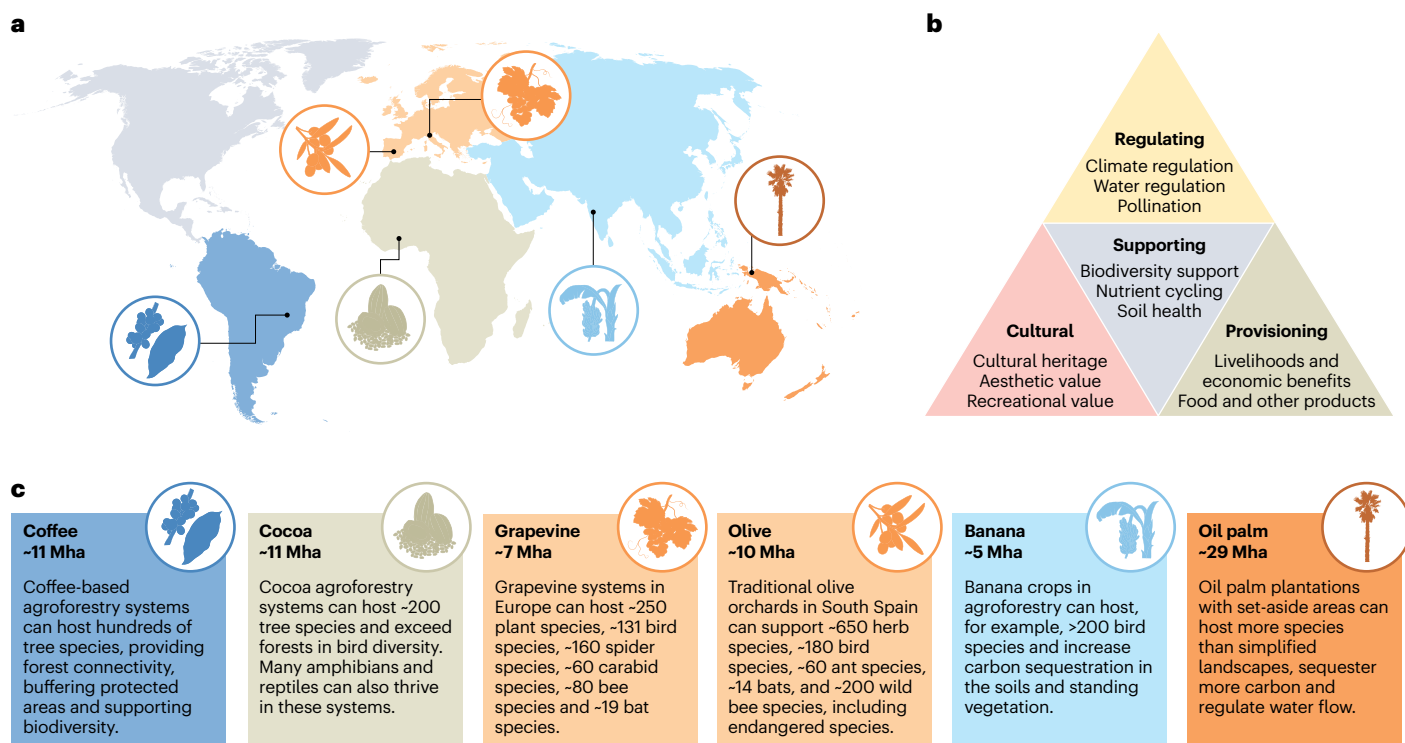 a
b
Regulating
Climate regulation
Water regulation
Pollination
Supporting
Biodiversity support
Nutrient cycling
Soil health
Cultural
Cultural heritage
Aesthetic value
Recreational value
Provisioning
Livelihoods and
economic benefits
Food and other products
c
Coffee
~11 Mha
Coffee-based
agroforestry systems
can host hundreds of
tree species, providing
forest connectivity,
buffering protected
areas and supporting
biodiversity.
Cocoa
~11 Mha
Cocoa agroforestry
systems can host ~200
tree species and exceed
forests in bird diversity.
Many amphibians and
reptiles can also thrive
in these systems.
Grapevine
~7 Mha
Grapevine systems in
Europe can host ~250
plant species, ~131 bird
species, ~160 spider
species, ~60 carabid
species, ~80 bee
species and ~19 bat
species.
Olive
~10 Mha
Traditional olive
orchards in South Spain
can support ~650 herb
species, ~180 bird
species, ~60 ant species,
~14 bats, and ~200 wild
bee species, including
endangered species.
Banana
~5 Mha
Banana crops in
agroforestry can host,
for example, >200 bird
species and increase
carbon sequestration in
the soils and standing
vegetation.
Oil palm
~29 Mha
Oil palm plantations
with set-aside areas can
host more species
than simplified
landscapes, sequester
more carbon and
regulate water flow.